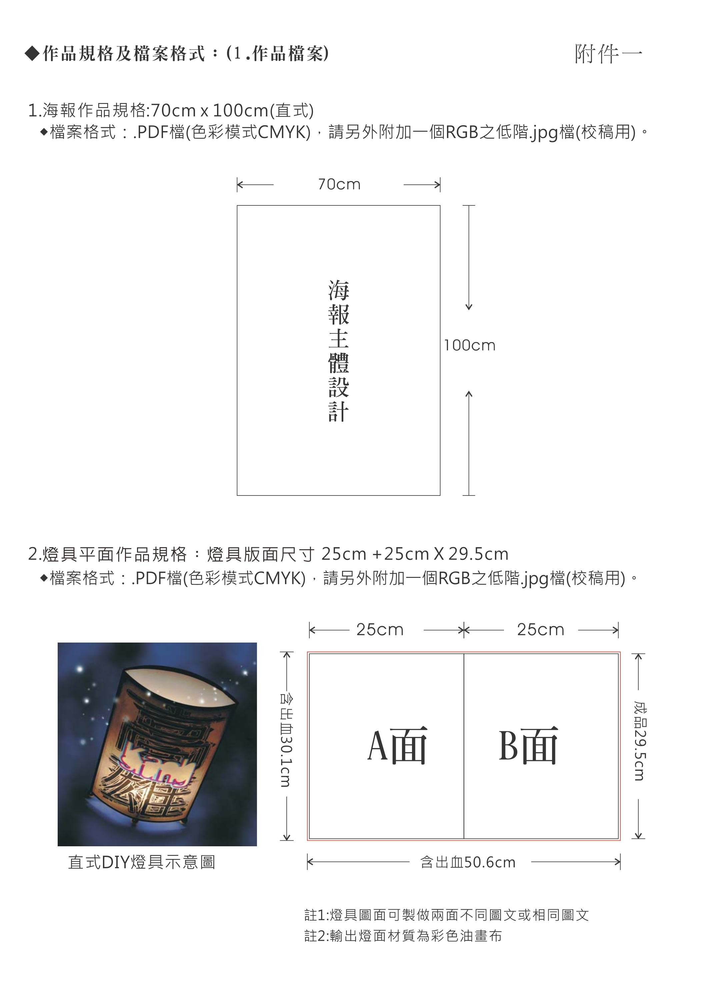 ◆作品規格及檔案格式：(1.作品檔案)
附件一
1.海報作品規格:70cm x 100cm(直式)
◆檔案格式：.PDF檔(色彩模式CMYK)，請另外附加一個RGB之低階.jpg檔(校稿用)。
70cm
海報主體設計
100cm
2.燈具平面作品規格：燈具版面尺寸 25cm +25cm X 29.5cm
◆檔案格式：.PDF檔(色彩模式CMYK)，請另外附加一個RGB之低階.jpg檔(校稿用)。
25cm
25cm
含出血30.1cm
A面
B面
成品29.5cm
直式DIY燈具示意圖
含出血50.6cm
註1:燈具圖面可製做兩面不同圖文或相同圖文
註2:輸出燈面材質為彩色油畫布